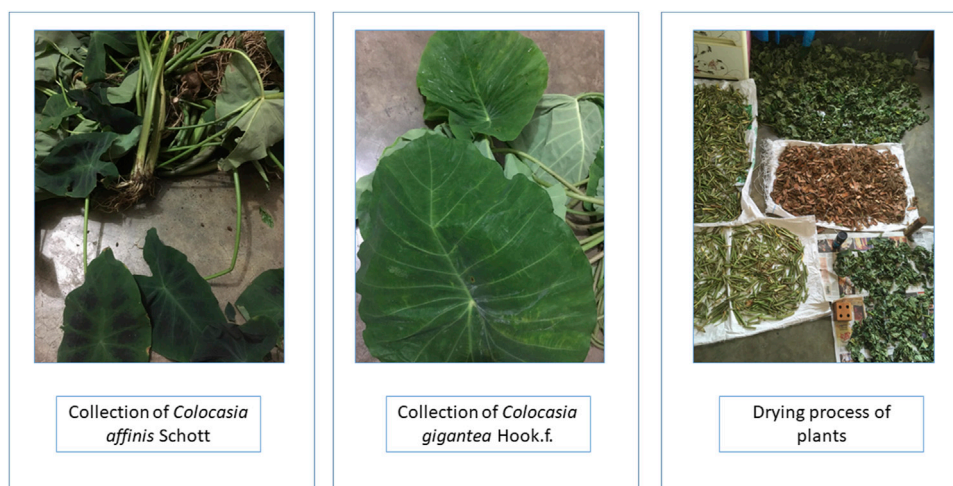 Collection of Colocasia
affinis Schott
Collection of Colocasia
gigantea Hook.f.
Drying process of
plants